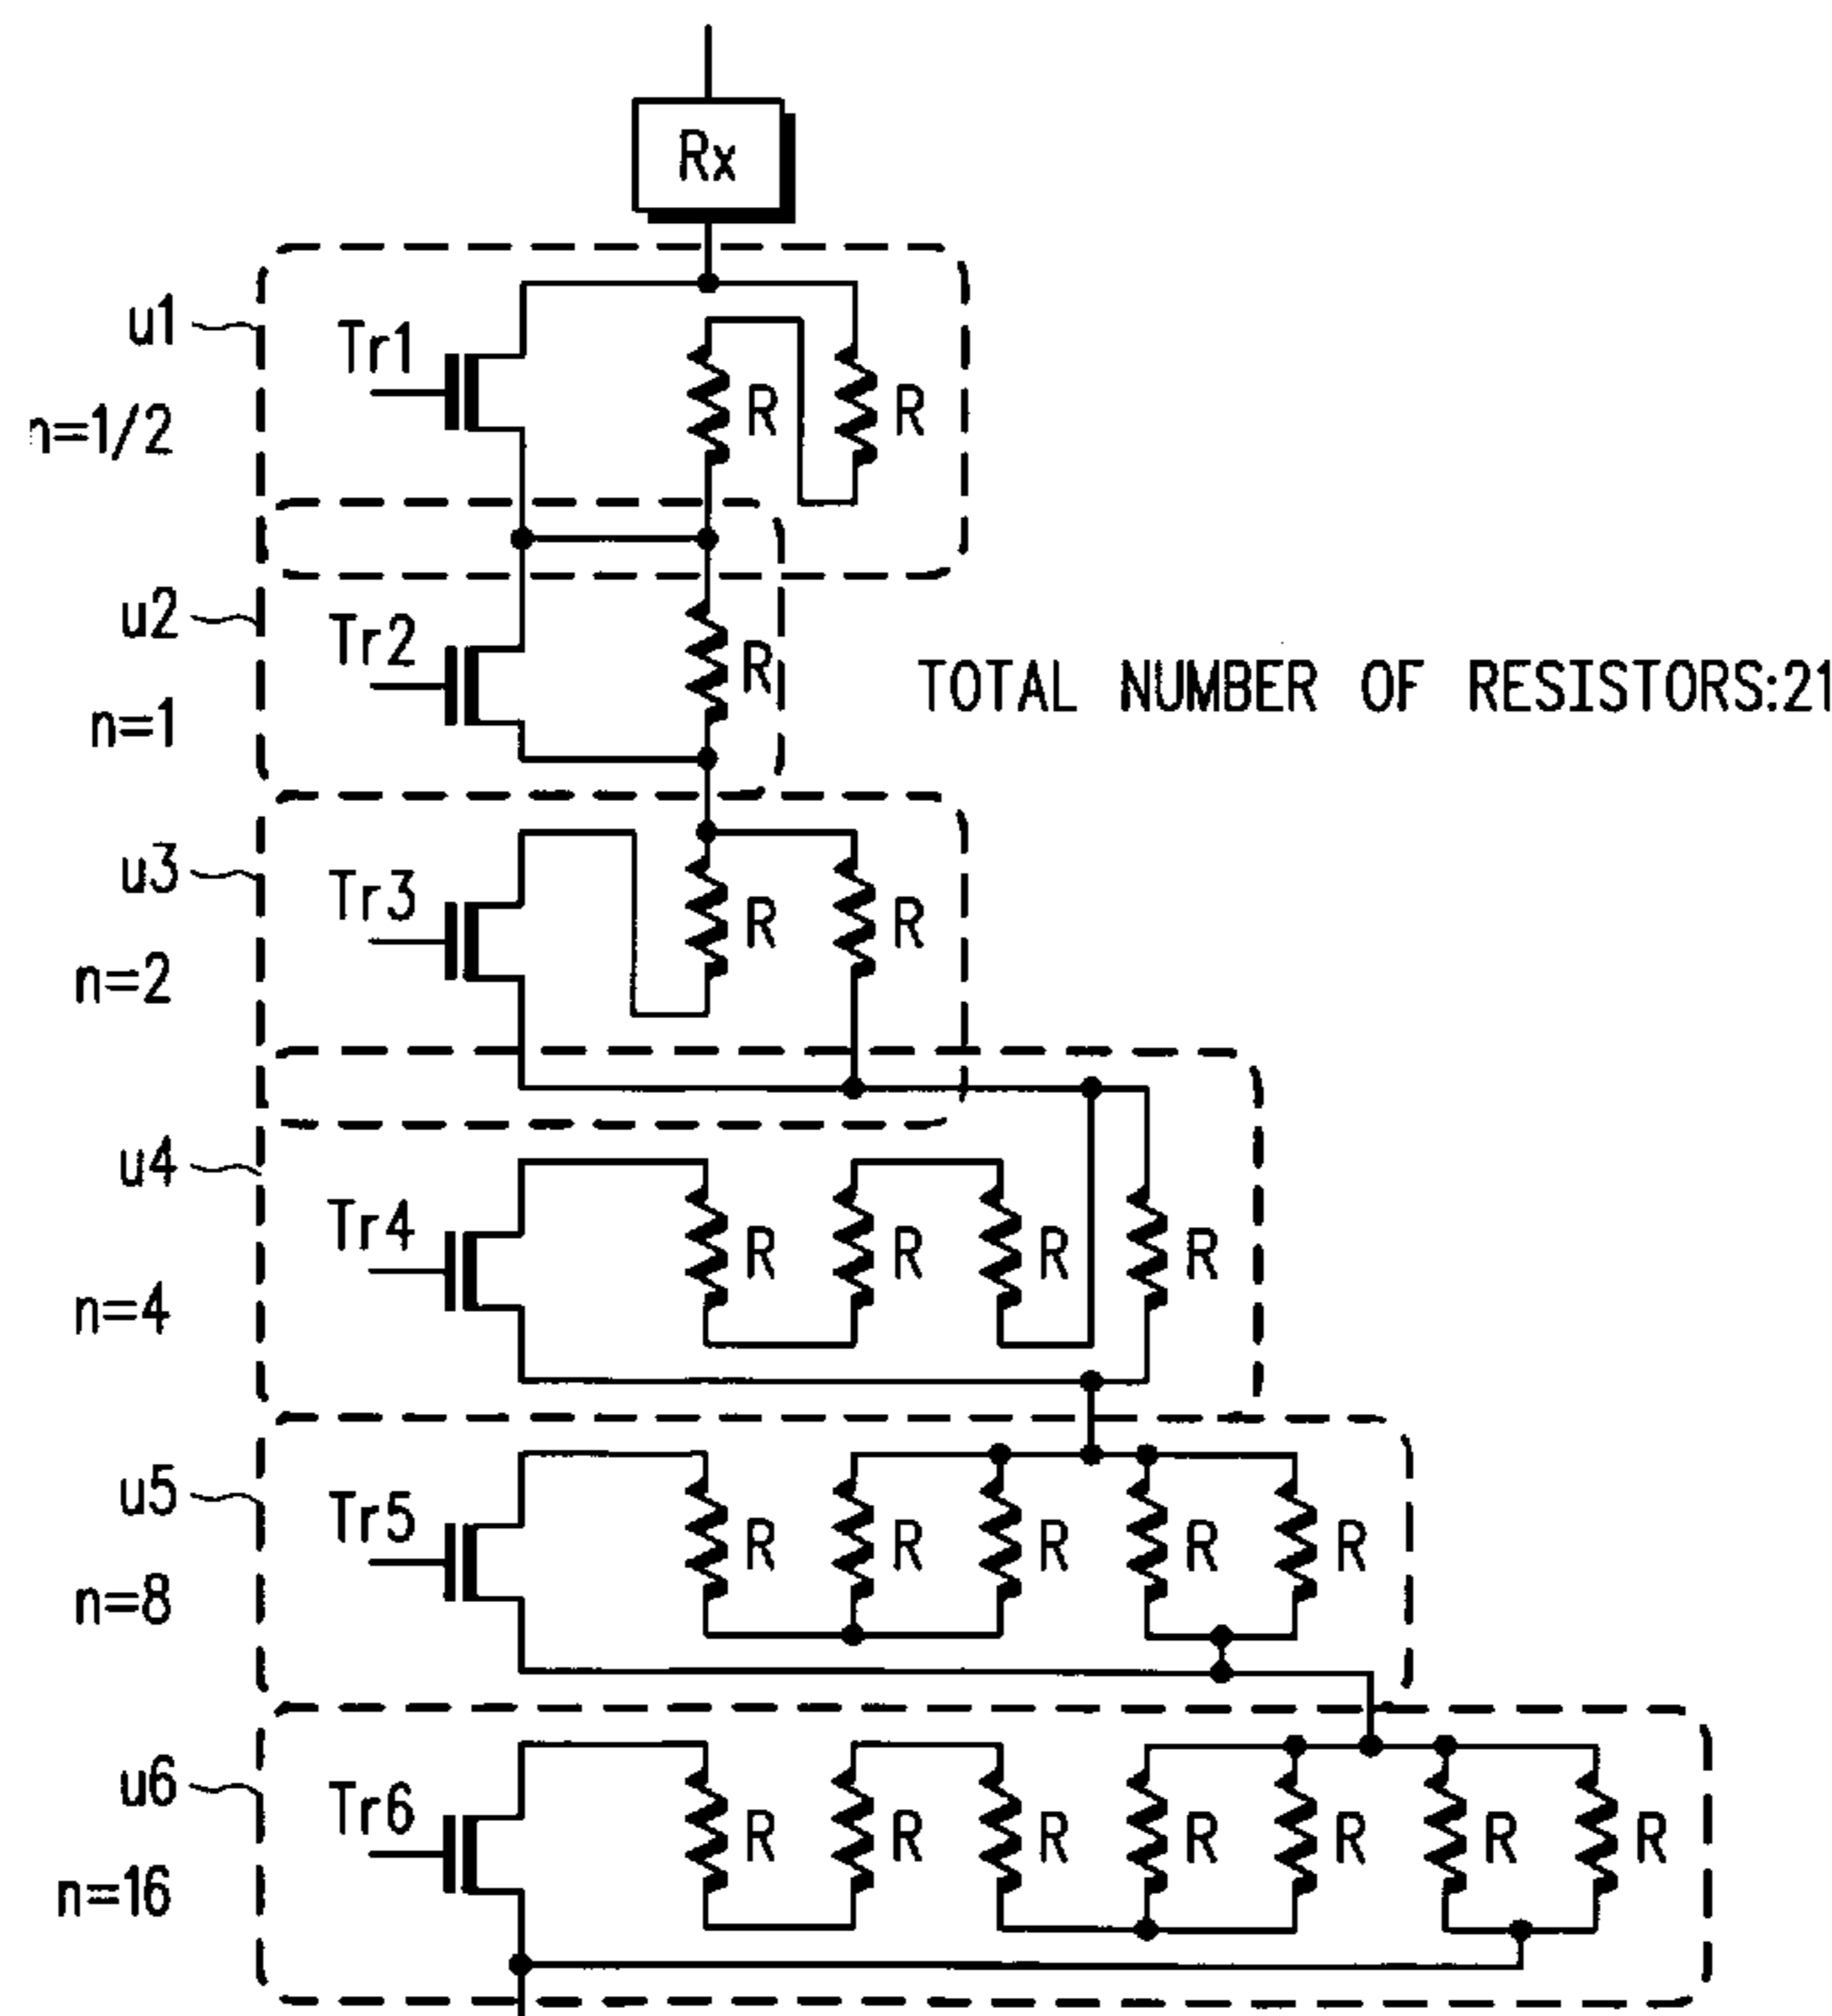 Rx
u1
Tr1
n=1/2
R R
u2
Tr2
R
n=1
TOTAL NUMBER OF RESISTORS:21
u3
Tr3
R R
n=2
u4
Tr4
R R R R
n=4
u5
Tr5
R R R R R
n=8
u6
Tr6
R R R R R R R
n=16